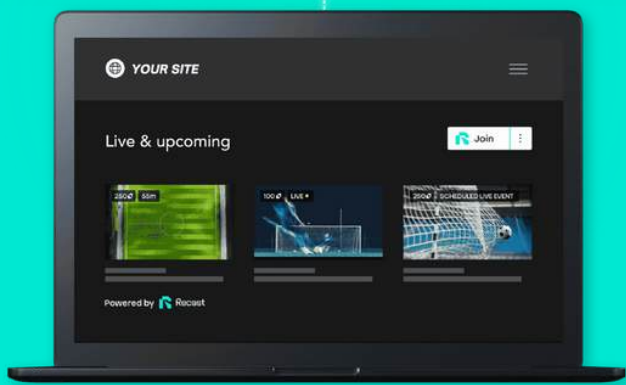 YOUR SITE
Live & upcoming
Join
250 55m
100 LIVE
250 SCHEDULED LIVE EVENT
Powered by Recast